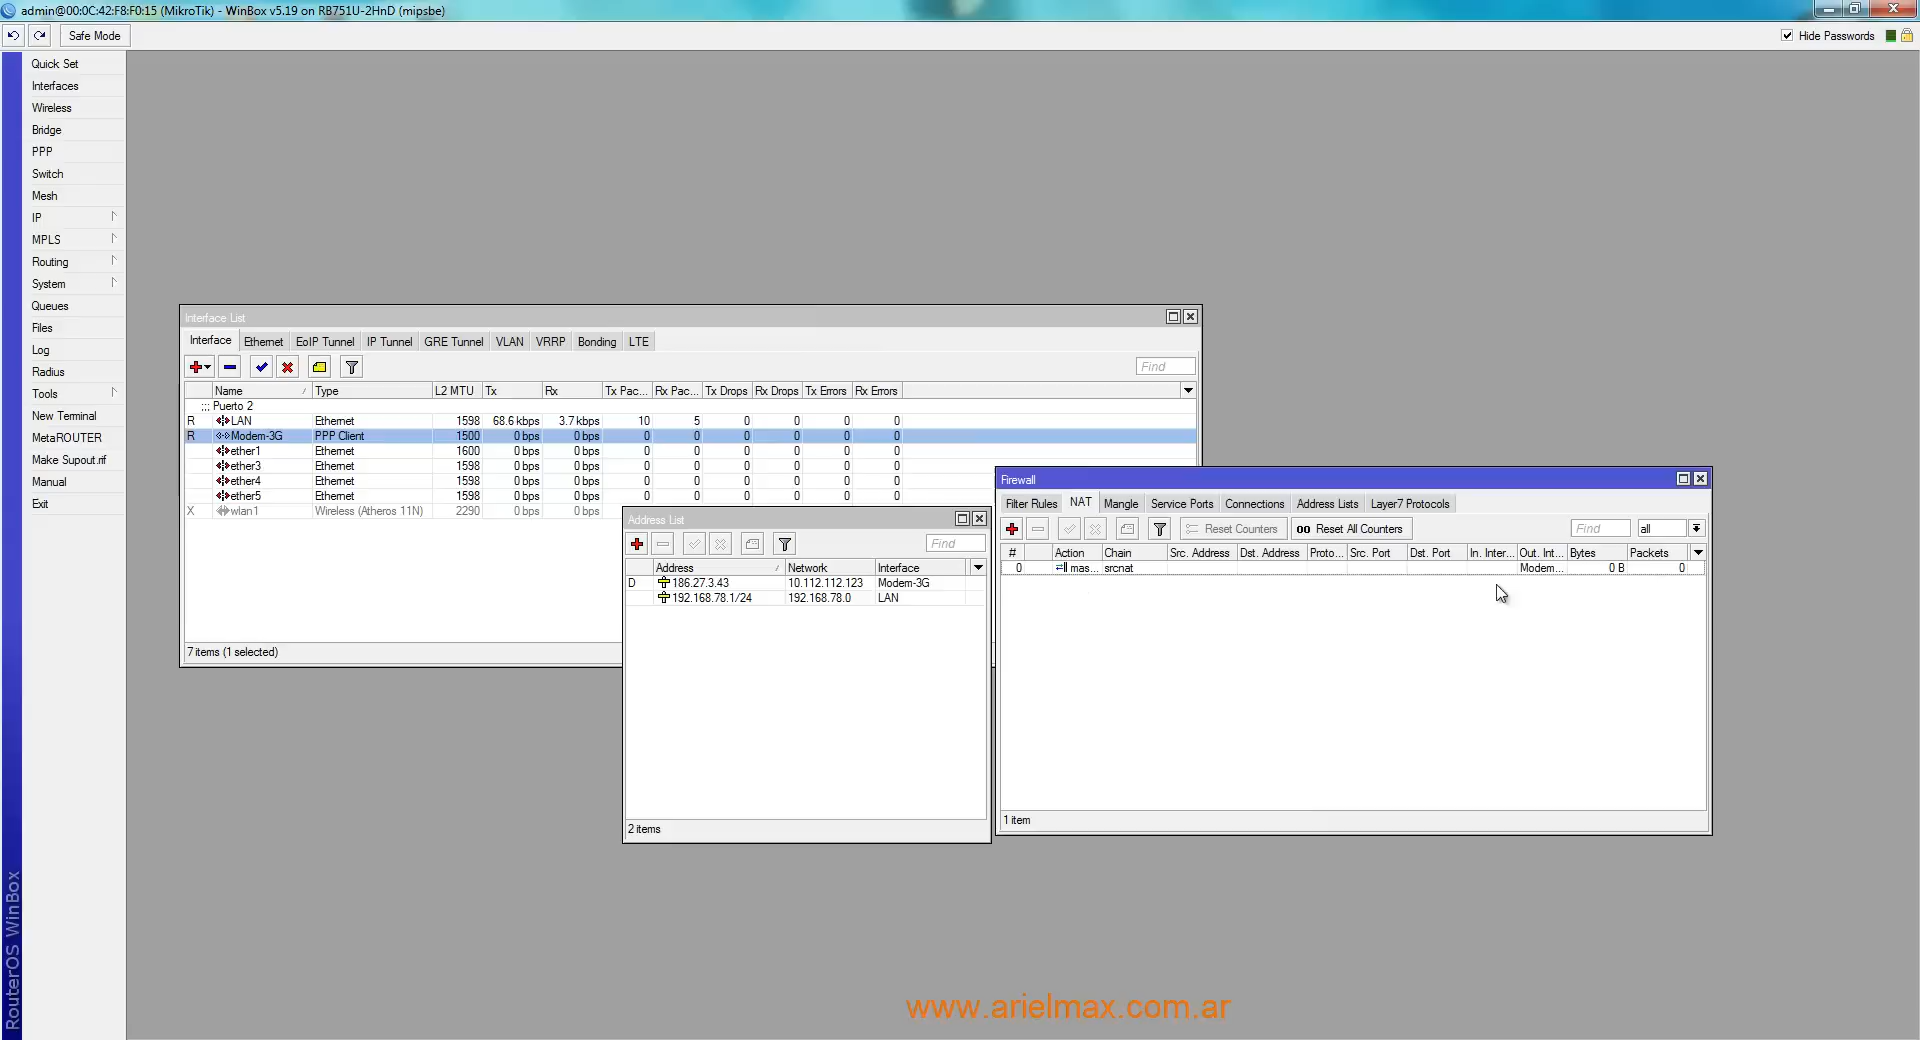 admin@00:0C:42:F8:F0:15 (MikroTik) - WinBox v5.19 on RB751U-2HnD (mipsbe)
Safe Mode
Hide Passwords
Quick Set
Interfaces
Wireless
Bridge
PPP
Switch
Mesh
IP
MPLS
Routing
System
Queues
Files
Log
Radius
Tools
New Terminal
MetaROUTER
Make Supout.rif
Manual
Exit
RouterOS WinBox
Interface List
Interface Ethernet EoIP Tunnel IP Tunnel GRE Tunnel VLAN VRRP Bonding LTE
Find
Name Type L2 MTU Tx Rx Tx Pac... Rx Pac... Tx Drops Rx Drops Tx Errors Rx Errors
;;; Puerto 2
R LAN Ethernet 1598 68.6 kbps 3.7 kbps 10 5 0 0 0 0
R Modem-3G PPP Client 1500 0 bps 0 bps 0 0 0 0 0 0
ether1 Ethernet 1600 0 bps 0 bps 0 0 0 0 0 0
ether3 Ethernet 1598 0 bps 0 bps 0 0 0 0 0 0
ether4 Ethernet 1598 0 bps 0 bps 0 0 0 0 0 0
ether5 Ethernet 1598 0 bps 0 bps 0 0 0 0 0 0
X wlan1 Wireless (Atheros 11N) 2290 0 bps 0 bps
7 items (1 selected)
Address List
Find
Address Network Interface
D 186.27.3.43 10.112.112.123 Modem-3G
192.168.78.1/24 192.168.78.0 LAN
2 items
Firewall
Filter Rules NAT Mangle Service Ports Connections Address Lists Layer7 Protocols
Reset Counters 00 Reset All Counters Find all
# Action Chain Src. Address Dst. Address Proto... Src. Port Dst. Port In. Inter... Out. Int... Bytes Packets
0 mas... srcnat Modem... 0 B 0
1 item
www.arielmax.com.ar